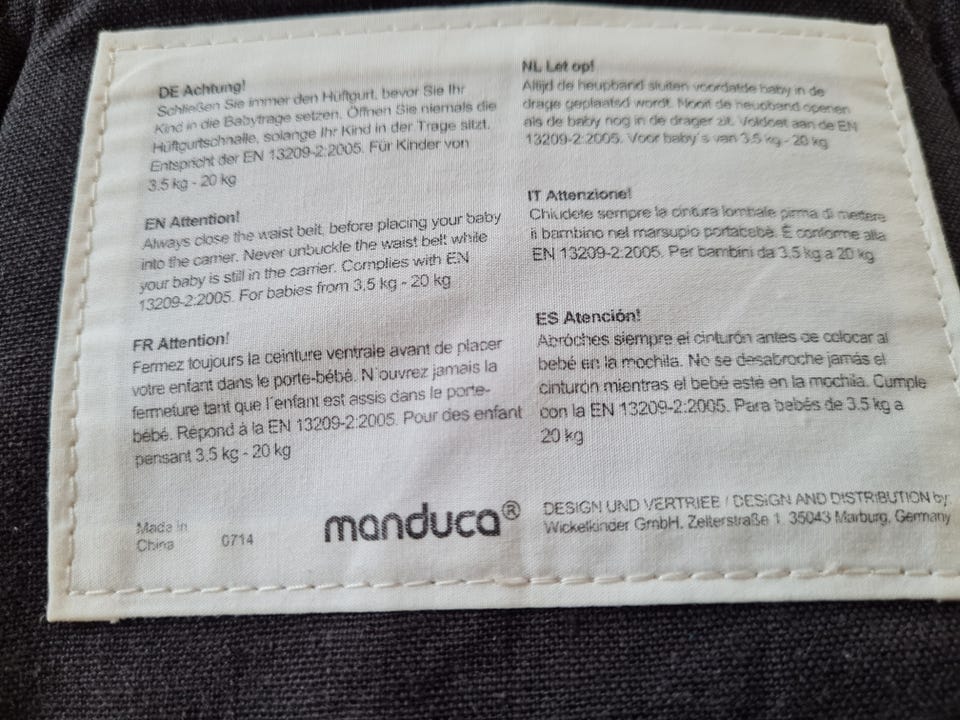 DE Achtung!
Schließen Sie immer den Hüftgurt, bevor Sie Ihr
Kind in die Babytrage setzen. Öffnen Sie niemals die
Hüftgurtschnalle, solange Ihr Kind in der Trage sitzt.
Entspricht der EN 13209-2:2005. Für Kinder von
3.5 kg - 20 kg
EN Attention!
Always close the waist belt, before placing your baby
into the carrier. Never unbuckle the waist belt while
your baby is still in the carrier. Complies with EN
13209-2:2005. For babies from 3,5 kg - 20 kg
FR Attention!
Fermez toujours la ceinture ventrale avant de placer
votre enfant dans le porte-bébé. N'ouvrez jamais la
fermeture tant que l'enfant est assis dans le porte-
bébé. Répond à la EN 13209-2:2005. Pour des enfant
pensant 3.5 kg - 20 kg
NL Let op!
Altijd de heupband sluiten voordatde baby in de
drage geplaatsd wordt. Nooit de heupband openen
als de baby nog in de drager zit. Voldoet aan de EN
13209-2:2005. Voor baby's van 3.5 kg - 20 kg
IT Attenzione!
Chiudete sempre la cintura lombale pirma di mettere
il bambino nel marsupio portabebè. È conforme alla
EN 13209-2:2005. Per bambini da 3.5 kg a 20 kg
ES Atención!
Abróches siempre el cinturón antes de colocar al
bebé en la mochila. No se desabroche jamás el
cinturón mientras el bebé esté en la mochila. Cumple
con la EN 13209-2:2005. Para babés de 3.5 kg a
20 kg
Made in
China
0714
manduca®
DESIGN UND VERTRIEB / DESIGN AND DISTRIBUTION by:
Wickelkinder GmbH, Zeiterstraße 1, 35043 Marburg, Germany